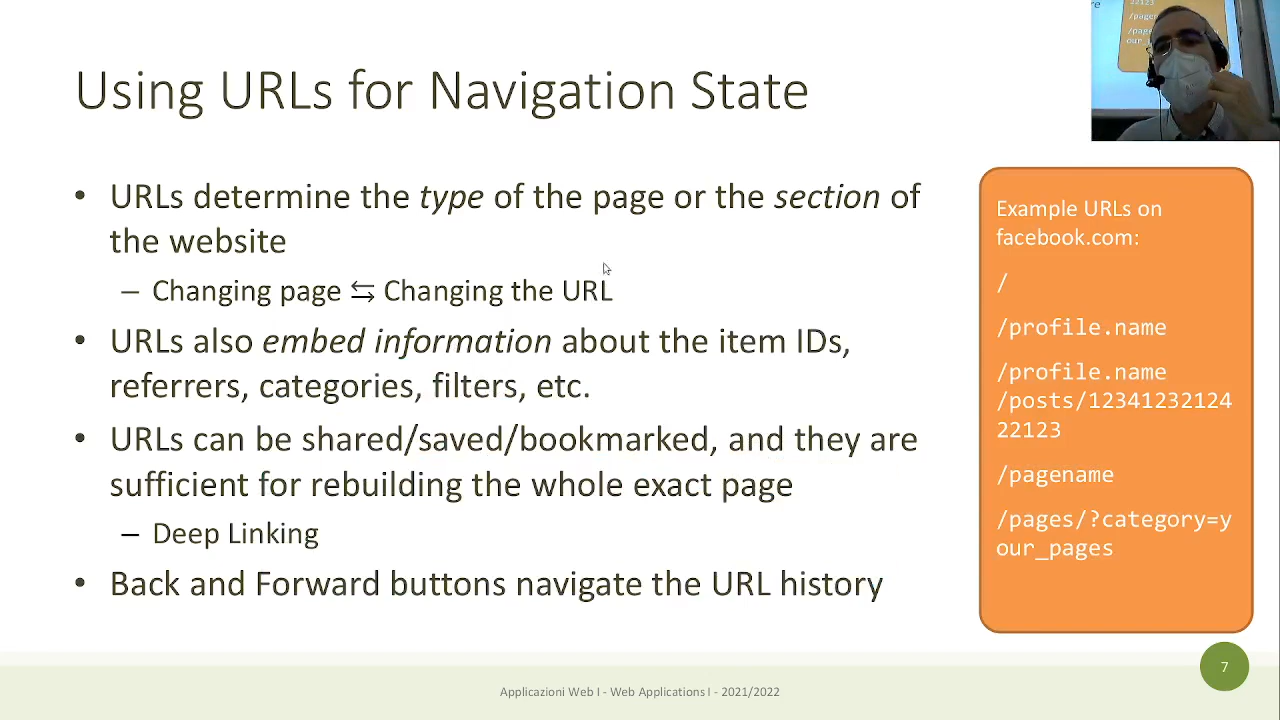 Using URLs for Navigation State
• URLs determine the type of the page or the section of
the website
– Changing page ⇆ Changing the URL
• URLs also embed information about the item IDs,
referrers, categories, filters, etc.
• URLs can be shared/saved/bookmarked, and they are
sufficient for rebuilding the whole exact page
– Deep Linking
• Back and Forward buttons navigate the URL history
22123
Example URLs on
facebook.com:
/
/profile.name
/profile.name
/posts/12341232124
22123
/pagename
/pages/?category=y
our_pages
7
Applicazioni Web I - Web Applications I - 2021/2022